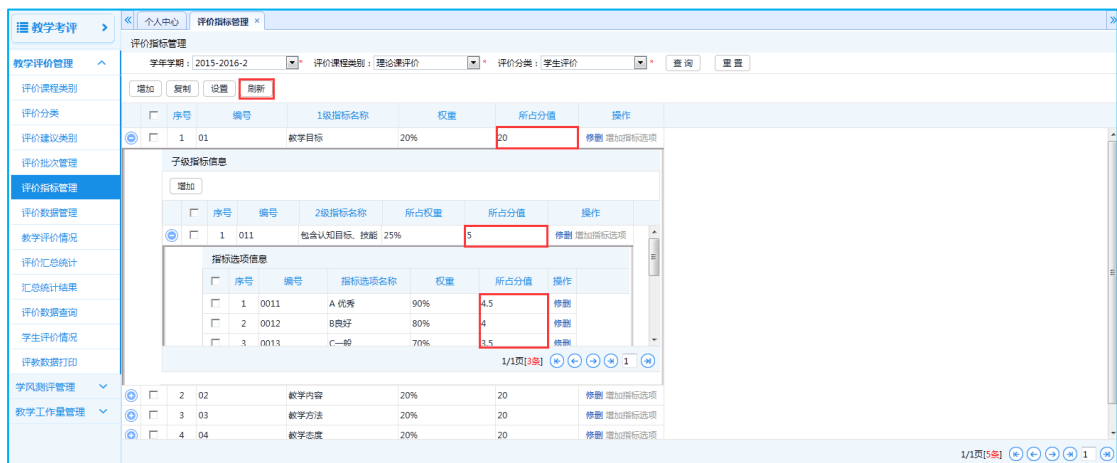 教学考评
个人中心 评价指标管理
评价指标管理
教学评价管理
学年学期：2015-2016-2 * 评价课程类别：理论课评价 * 评价分类：学生评价 * 查询 重置
评价课程类别
增加 复制 设置 刷新
评价分类
序号 编号 1级指标名称 权重 所占分值 操作
评价建议类别
1 01 教学目标 20% 20 修删 增加指标选项
评价批次管理
子级指标信息
评价指标管理
增加
评价数据管理
序号 编号 2级指标名称 所占权重 所占分值 操作
教学评价情况
1 011 包含认知目标、技能 25% 5 修删 增加指标选项
评价汇总统计
指标选项信息
汇总统计结果
序号 编号 指标选项名称 权重 所占分值 操作
评价数据查询
1 0011 A 优秀 90% 4.5 修删
2 0012 B良好 80% 4 修删
学生评价情况
3 0013 C一般 70% 3.5 修删
评教数据打印
1/1页[3条] 1
学风测评管理
2 02 教学内容 20% 20 修删 增加指标选项
教学工作量管理
3 03 教学方法 20% 20 修删 增加指标选项
4 04 教学态度 20% 20 修删 增加指标选项
1/1页[5条] 1